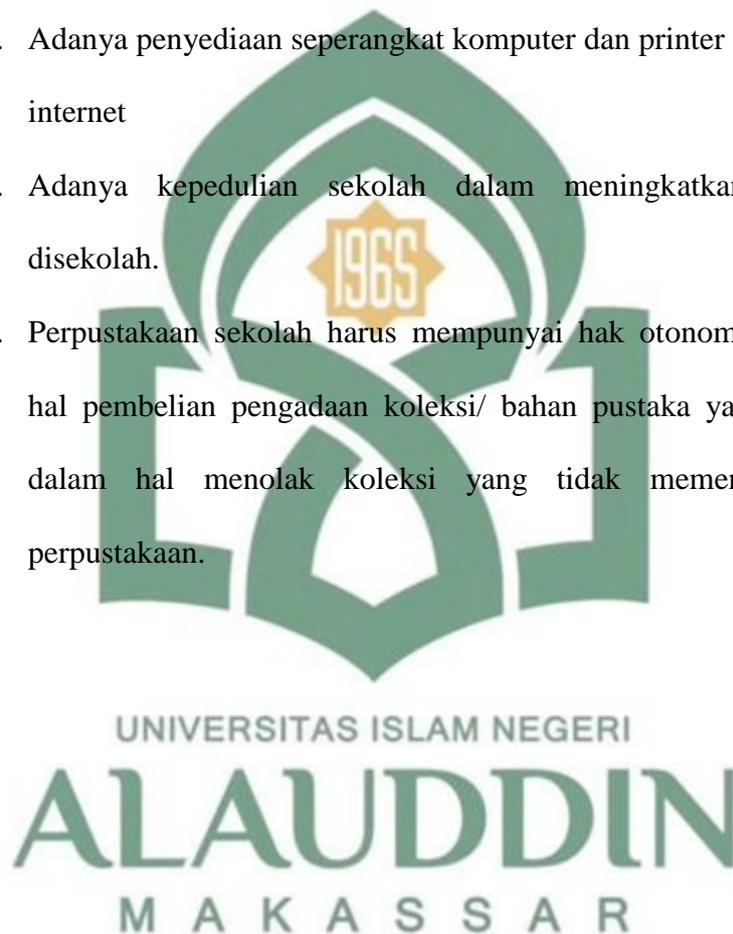 . Adanya penyediaan seperangkat komputer dan printer
internet
. Adanya kepedulian sekolah dalam meningkatkan
disekolah.
1965
. Perpustakaan sekolah harus mempunyai hak otonom
hal pembelian pengadaan koleksi/ bahan pustaka ya
dalam hal menolak koleksi yang tidak memen
perpustakaan.
UNIVERSITAS ISLAM NEGERI
ALAUDDIN
MAKASSAR